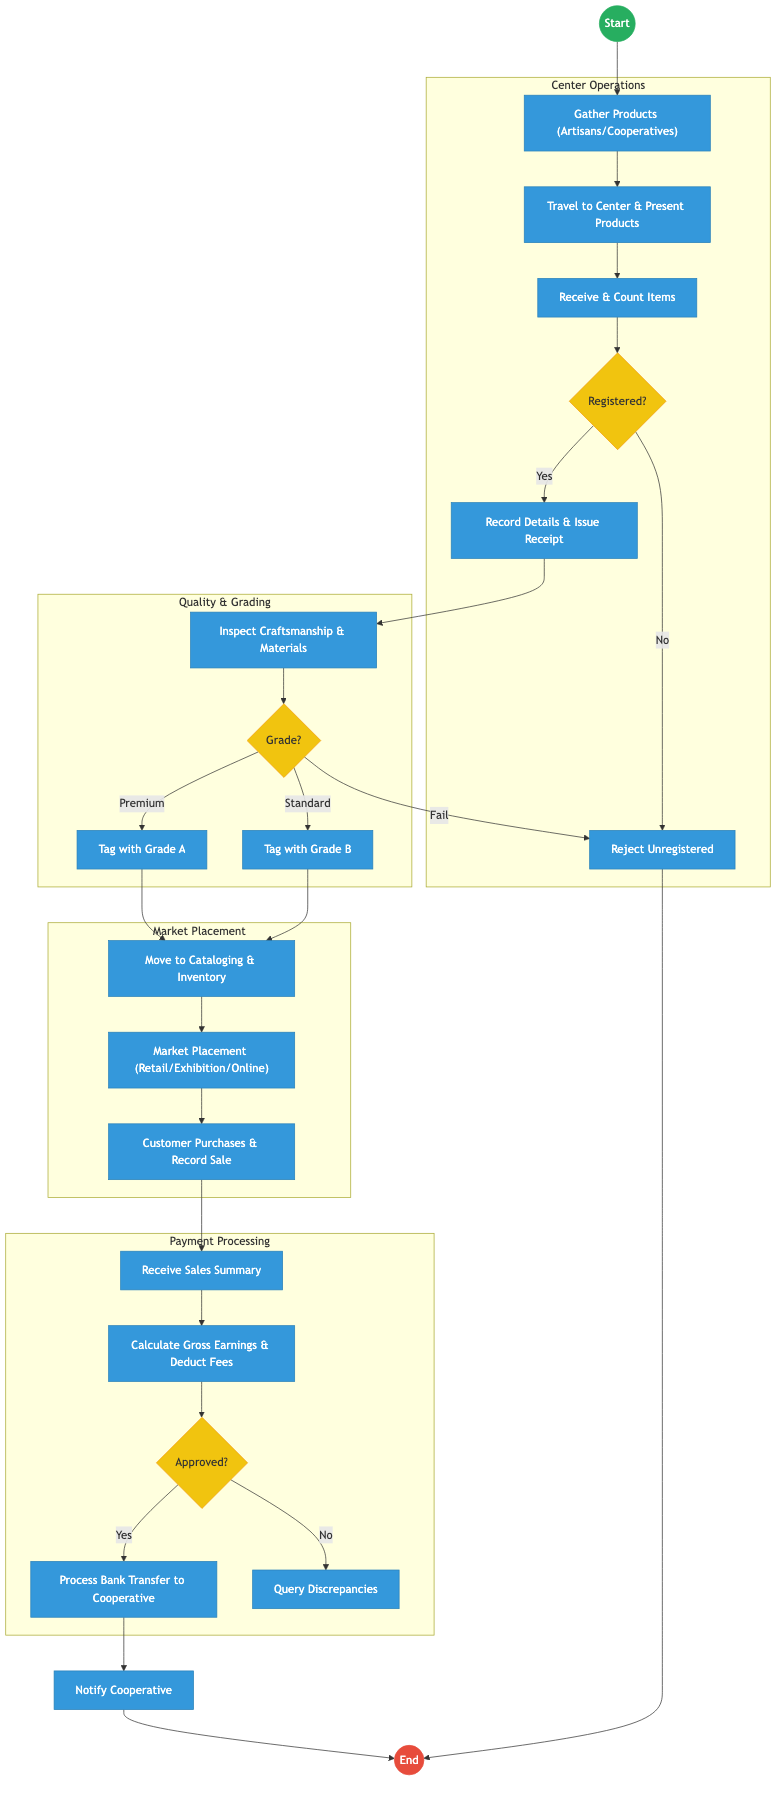 Start
Center Operations
Gather Products
(Artisans/Cooperatives)
Travel to Center & Present
Products
Receive & Count Items
Registered?
Yes
Record Details & Issue
Receipt
No
Quality & Grading
Inspect Craftsmanship &
Materials
Grade?
Premium
Standard
Fail
Tag with Grade A
Tag with Grade B
Reject Unregistered
Market Placement
Move to Cataloging &
Inventory
Market Placement
(Retail/Exhibition/Online)
Customer Purchases &
Record Sale
Payment Processing
Receive Sales Summary
Calculate Gross Earnings &
Deduct Fees
Approved?
Yes
No
Process Bank Transfer to
Cooperative
Query Discrepancies
Notify Cooperative
End